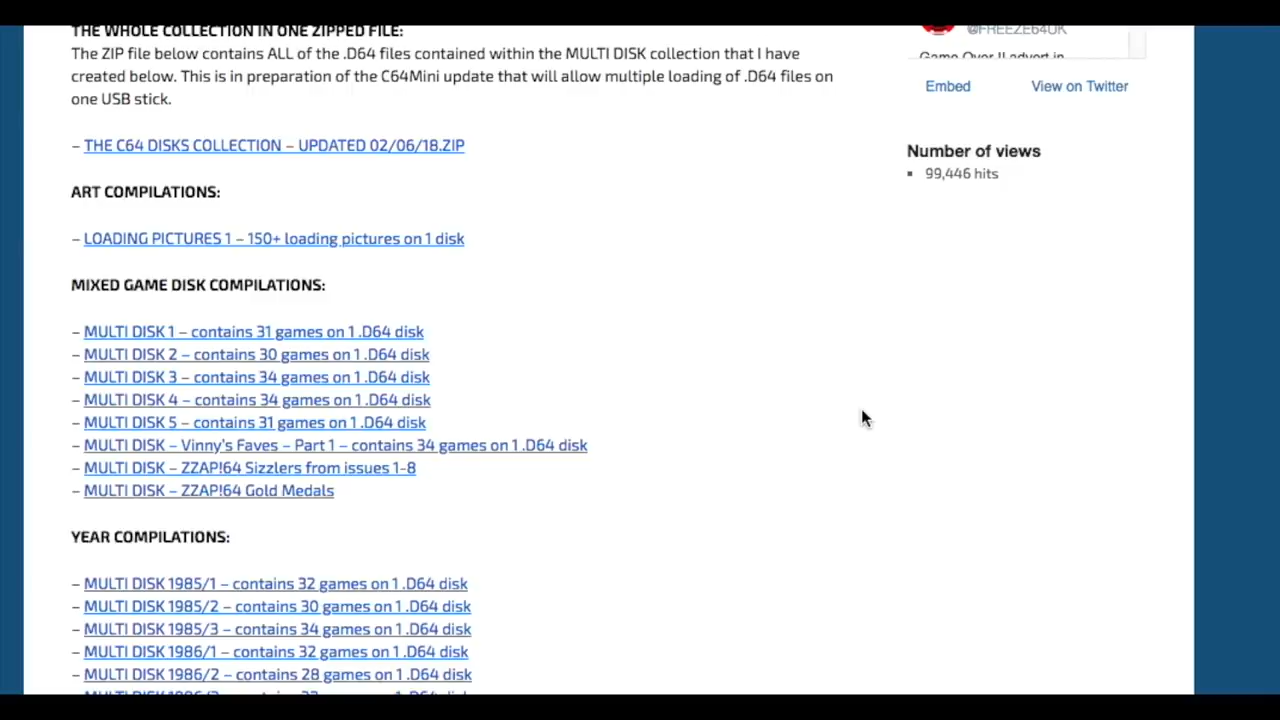 THE WHOLE COLLECTION IN ONE ZIPPED FILE:
The ZIP file below contains ALL of the .D64 files contained within the MULTI DISK collection that I have
created below. This is in preparation of the C64Mini update that will allow multiple loading of .D64 files on
one USB stick.
– THE C64 DISKS COLLECTION – UPDATED 02/06/18.ZIP
ART COMPILATIONS:
– LOADING PICTURES 1 – 150+ loading pictures on 1 disk
MIXED GAME DISK COMPILATIONS:
– MULTI DISK 1 – contains 31 games on 1 .D64 disk
– MULTI DISK 2 – contains 30 games on 1 .D64 disk
– MULTI DISK 3 – contains 34 games on 1 .D64 disk
– MULTI DISK 4 – contains 34 games on 1 .D64 disk
– MULTI DISK 5 – contains 31 games on 1 .D64 disk
– MULTI DISK – Vinny's Faves – Part 1 – contains 34 games on 1 .D64 disk
– MULTI DISK – ZZAP!64 Sizzlers from issues 1-8
– MULTI DISK – ZZAP!64 Gold Medals
YEAR COMPILATIONS:
– MULTI DISK 1985/1 – contains 32 games on 1 .D64 disk
– MULTI DISK 1985/2 – contains 30 games on 1 .D64 disk
– MULTI DISK 1985/3 – contains 34 games on 1 .D64 disk
– MULTI DISK 1986/1 – contains 32 games on 1 .D64 disk
– MULTI DISK 1986/2 – contains 28 games on 1 .D64 disk
@FREEZE64UK
Game Over II advert in
Embed View on Twitter
Number of views
▪ 99,446 hits